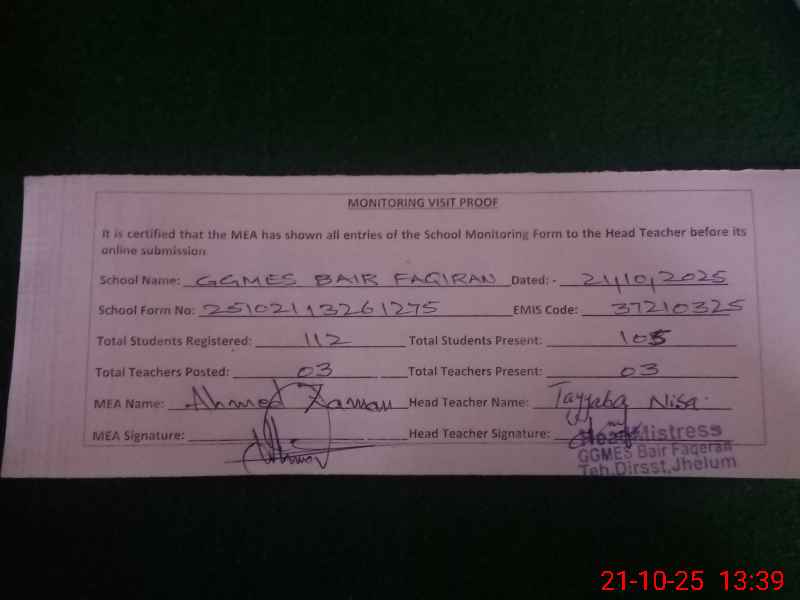 MONITORING VISIT PROOF
It is certified that the MEA has shown all entries of the School Monitoring Form to the Head Teacher before its
online submission
School Name: GGMES BAIR FAQIRAN Dated: - 21/10/2025
School Form No: 25102113261275 EMIS Code: 37210325
Total Students Registered: 112 Total Students Present: 105
Total Teachers Posted: 03 Total Teachers Present: 03
MEA Name: Ahmed Zaman Head Teacher Name: Tayyaba Nisa
MEA Signature: Head Teacher Signature:
Head Mistress
GGMES Bair Faqeran
Teh,Dirsst,Jhelum
21-10-25 13:39